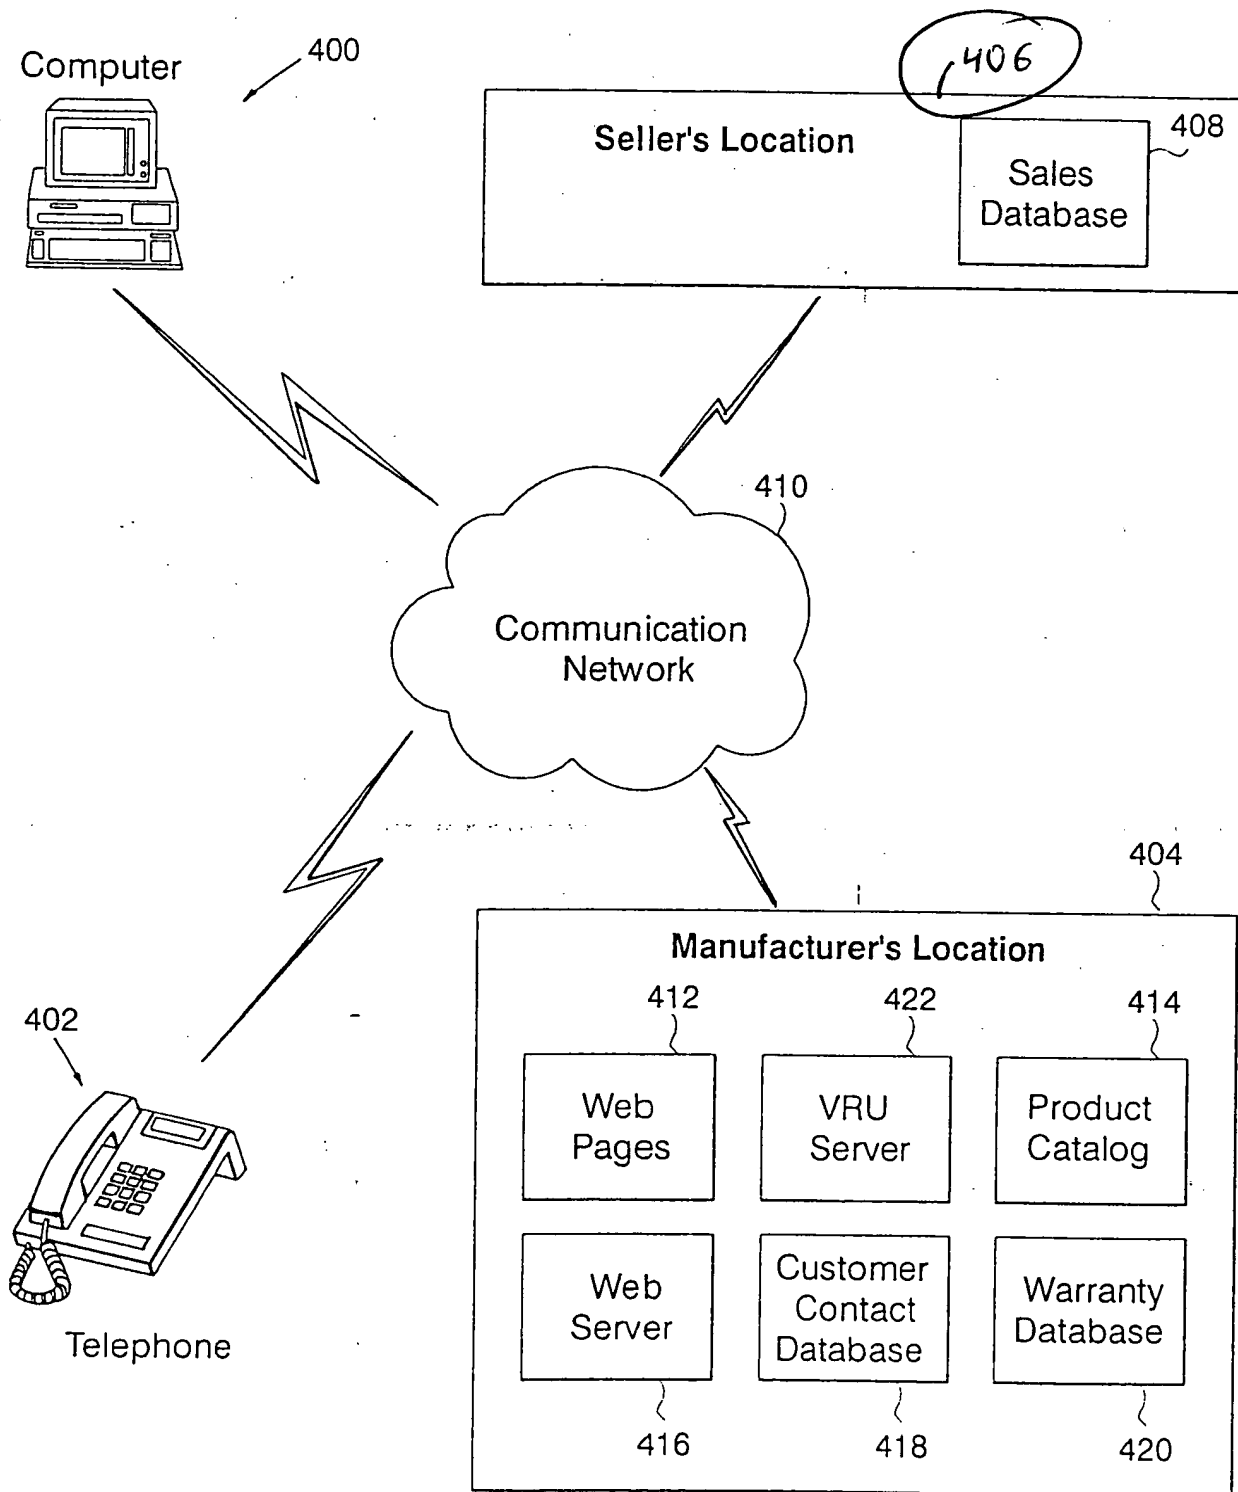 Computer
400
406
Seller's Location
408
Sales
Database
410
Communication
Network
404
Manufacturer's Location
412
422
414
Web
Pages
VRU
Server
Product
Catalog
402
Web
Server
Customer
Contact
Database
Warranty
Database
Telephone
416
418
420